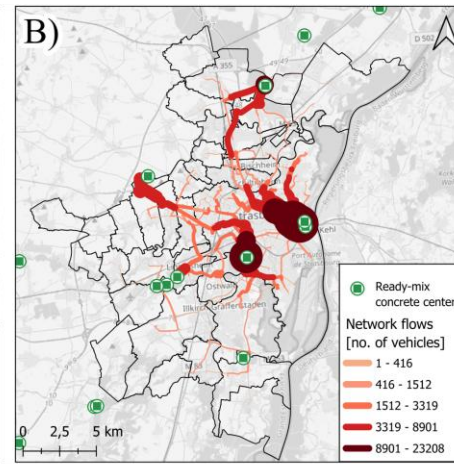 B)
A 355
D 502
Bischheim
Kehl
Ostwald
Illkirch-Graffenstaden
Ready-mix
concrete center
Network flows
[no. of vehicles]
1 - 416
416 - 1512
1512 - 3319
3319 - 8901
8901 - 23208
0 2,5 5 km